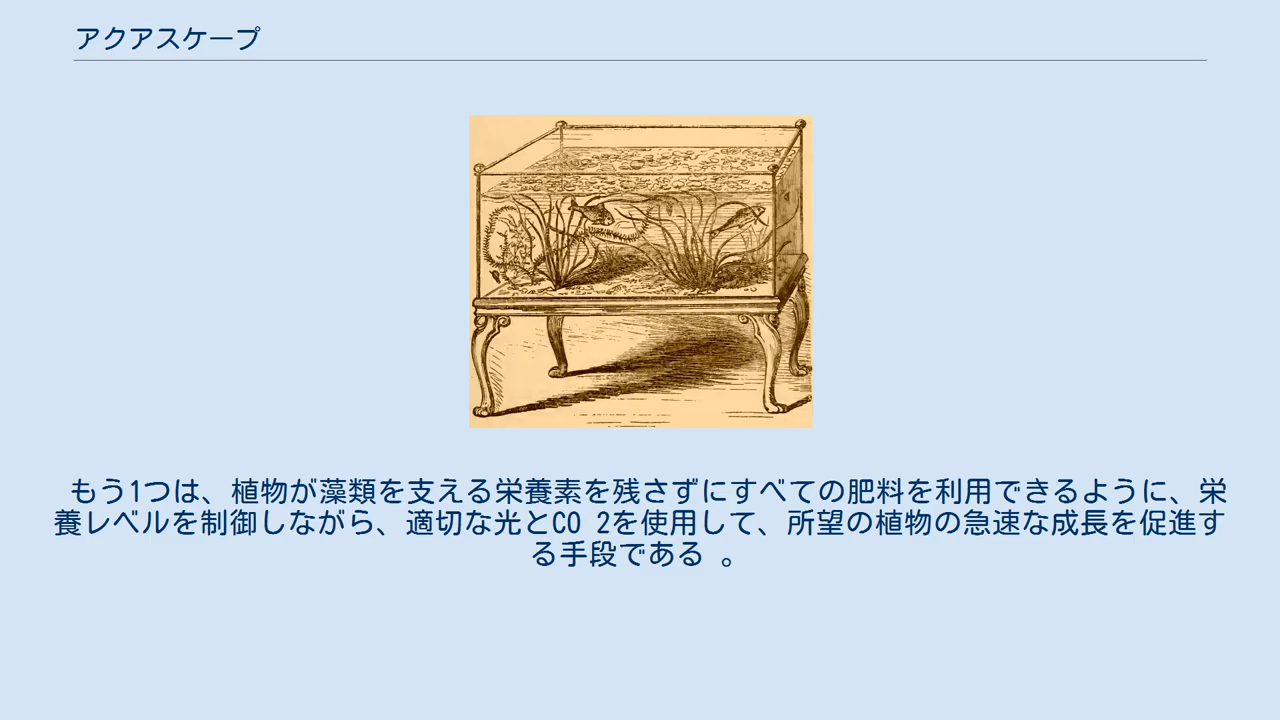 アクアスケープ
もう1つは、植物が藻類を支える栄養素を残さずにすべての肥料を利用できるように、栄
養レベルを制御しながら、適切な光とCO 2を使用して、所望の植物の急速な成長を促進す
る手段である 。